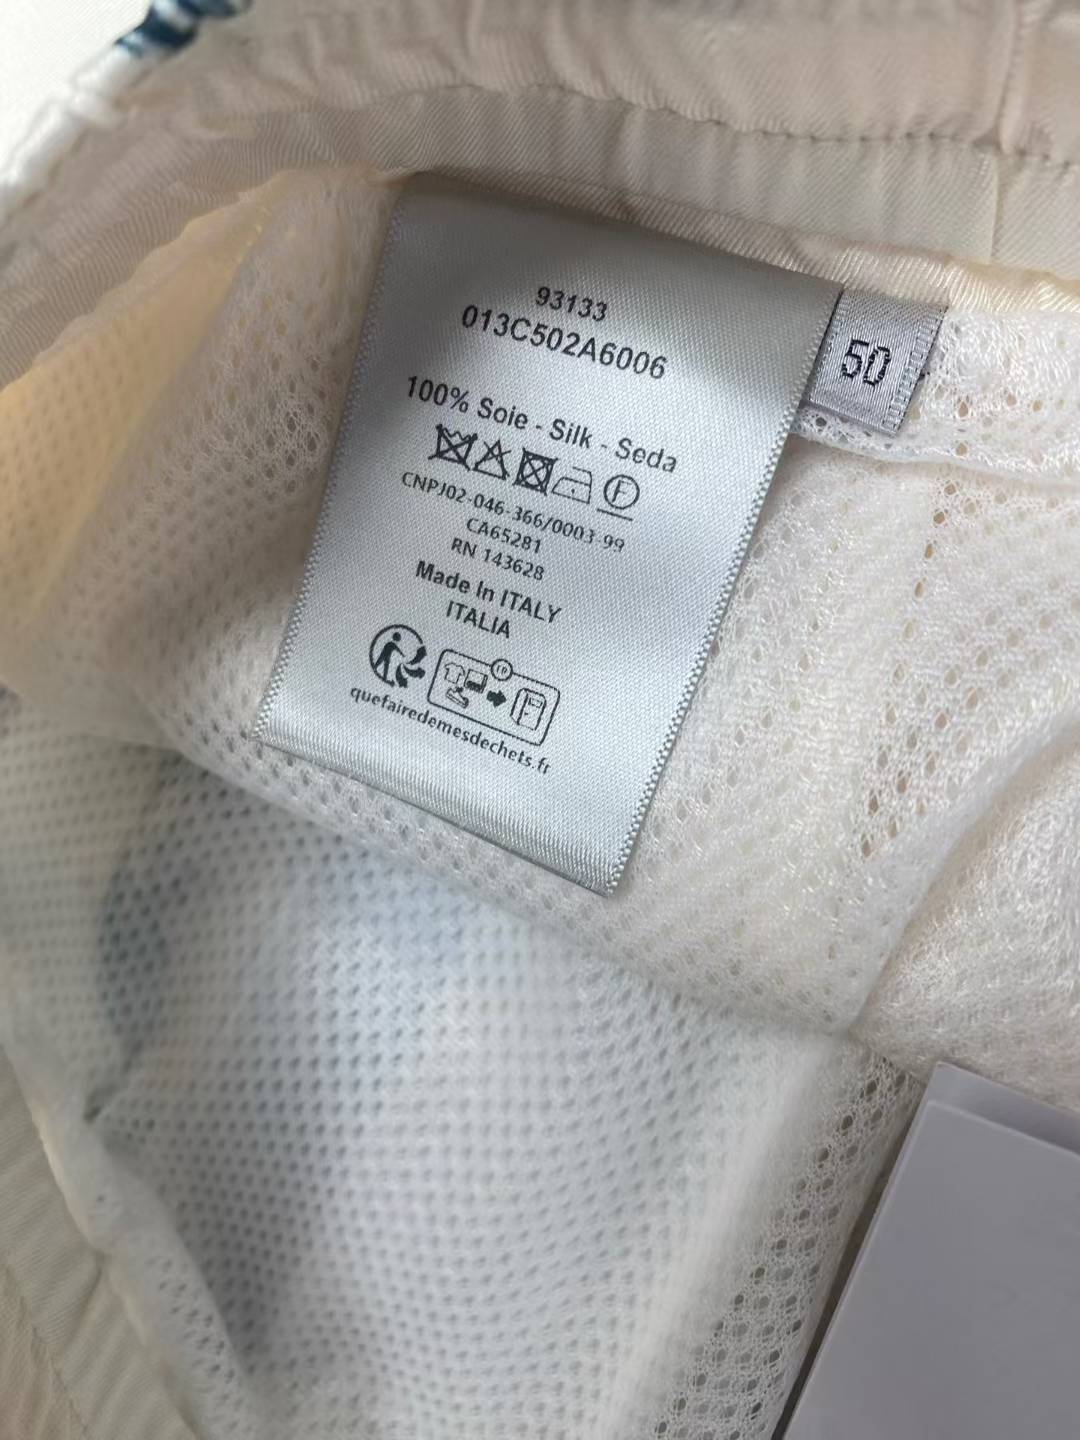 93133
013C502A6006
100% Soie - Silk - Seda
F
CNPJ02-046-366/0003-99
CA65281
RN 143628
Made In ITALY
ITALIA
FR
quefairedemesdechets.fr
50